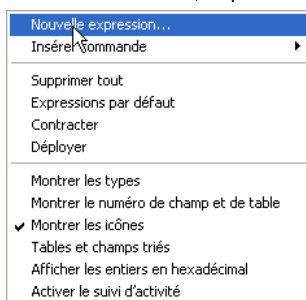 Nouvelle expression...
Insérer commande
Supprimer tout
Expressions par défaut
Contracter
Déployer
Montrer les types
Montrer le numéro de champ et de table
Montrer les icônes
Tables et champs triés
Afficher les entiers en hexadécimal
Activer le suivi d'activité